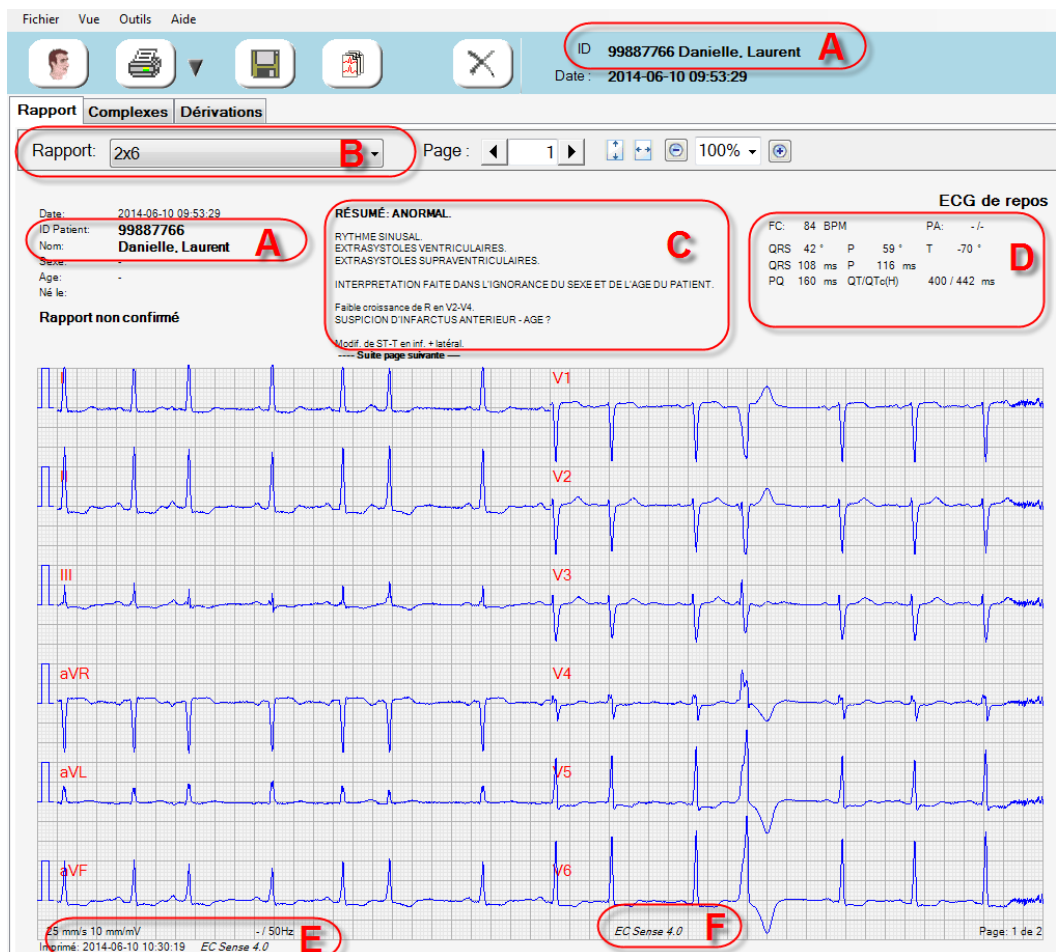 Fichier Vue Outils Aide
ID 99887766 Danielle, Laurent A
Date : 2014-06-10 09:53:29
Rapport Complexes Dérivations
Rapport: 2x6 B Page : 1 100%
ECG de repos
Date: 2014-06-10 09:53:29
ID Patient: 99887766
Nom: Danielle, Laurent A
Sexe: -
Age: -
Né le:
Rapport non confirmé
RÉSUMÉ: ANORMAL.
RYTHME SINUSAL.
EXTRASYSTOLES VENTRICULAIRES.
EXTRASYSTOLES SUPRAVENTRICULAIRES.
C
INTERPRETATION FAITE DANS L'IGNORANCE DU SEXE ET DE L'AGE DU PATIENT.
Faible croissance de R en V2-V4.
SUSPICION D'INFARCTUS ANTERIEUR - AGE ?
Modif. de ST-T en inf. + latéral.
---- Suite page suivante ----
FC: 84 BPM PA: - /-
QRS 42 ° P 59 ° T -70 °
D
QRS 108 ms P 116 ms
PQ 160 ms QT/QTc(H) 400 / 442 ms
I V1
II V2
III V3
aVR V4
aVL V5
aVF V6
25 mm/s 10 mm/mV - / 50Hz E
EC Sense 4.0 F
Page: 1 de 2
Imprimé: 2014-06-10 10:30:19 EC Sense 4.0